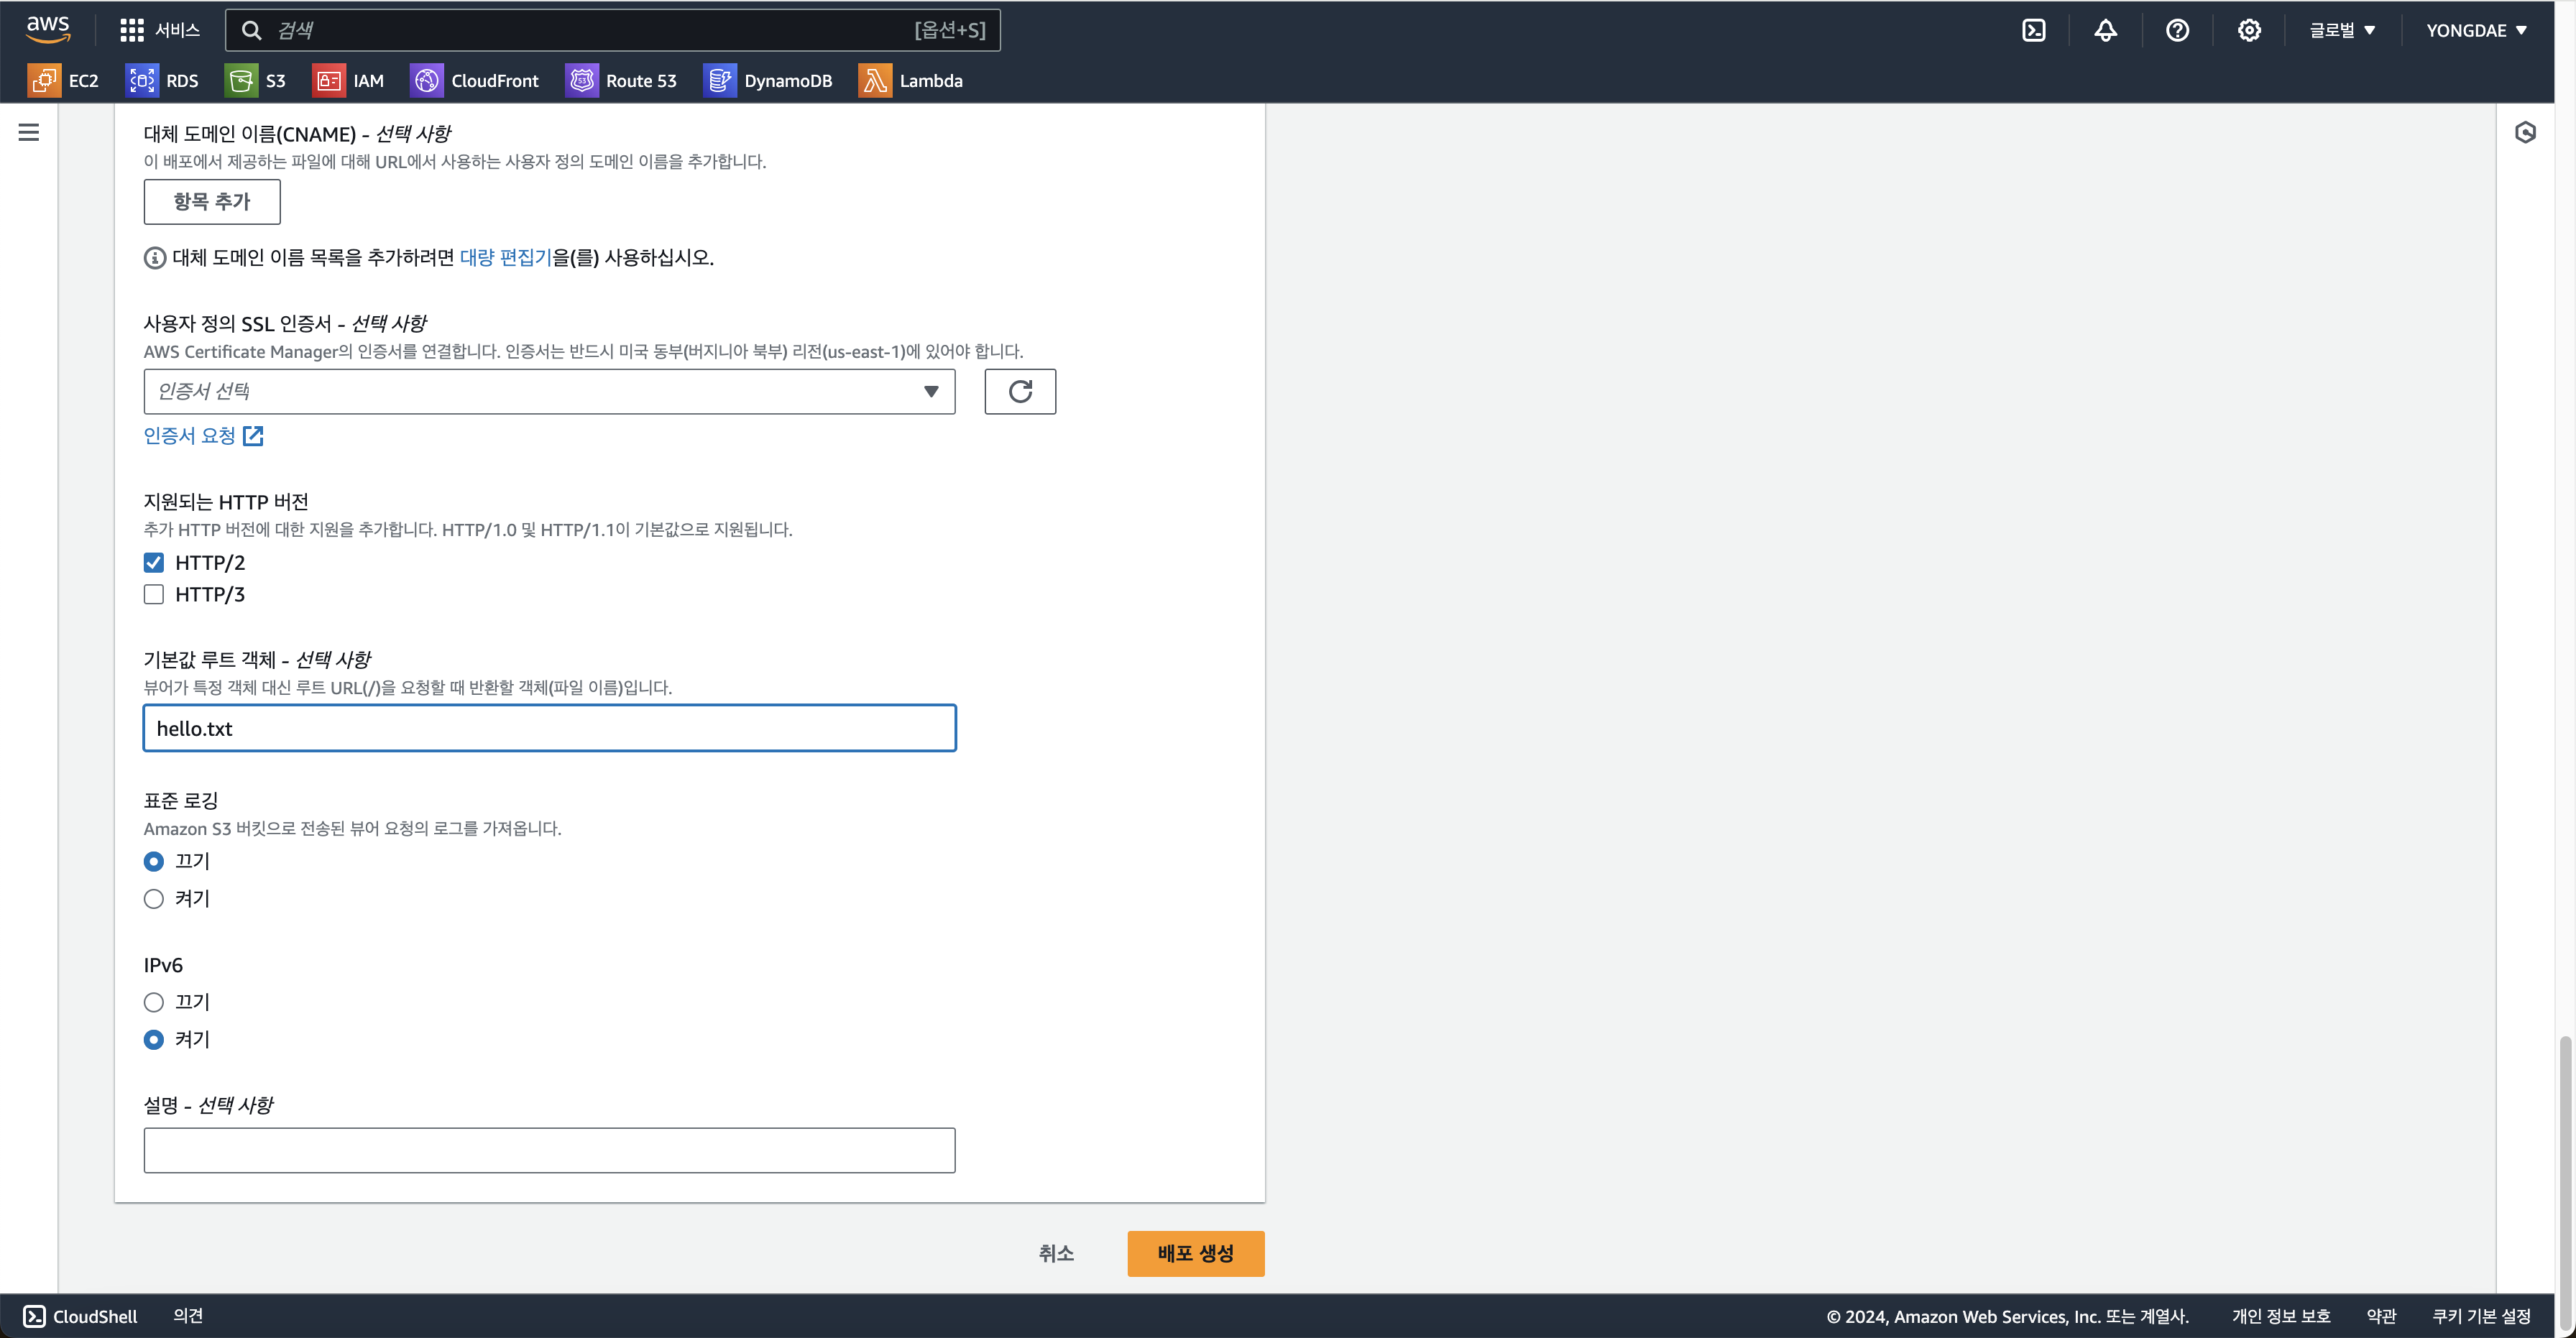 aws
서비스
검색
[옵션+S]
글로벌
YONGDAE
EC2
RDS
S3
IAM
CloudFront
Route 53
DynamoDB
Lambda
대체 도메인 이름(CNAME) - 선택 사항
이 배포에서 제공하는 파일에 대해 URL에서 사용하는 사용자 정의 도메인 이름을 추가합니다.
항목 추가
대체 도메인 이름 목록을 추가하려면 대량 편집기을(를) 사용하십시오.
사용자 정의 SSL 인증서 - 선택 사항
AWS Certificate Manager의 인증서를 연결합니다. 인증서는 반드시 미국 동부(버지니아 북부) 리전(us-east-1)에 있어야 합니다.
인증서 선택
인증서 요청
지원되는 HTTP 버전
추가 HTTP 버전에 대한 지원을 추가합니다. HTTP/1.0 및 HTTP/1.1이 기본값으로 지원됩니다.
HTTP/2
HTTP/3
기본값 루트 객체 - 선택 사항
뷰어가 특정 객체 대신 루트 URL(/)을 요청할 때 반환할 객체(파일 이름)입니다.
hello.txt
표준 로깅
Amazon S3 버킷으로 전송된 뷰어 요청의 로그를 가져옵니다.
끄기
켜기
IPv6
끄기
켜기
설명 - 선택 사항
취소
배포 생성
CloudShell
의견
© 2024, Amazon Web Services, Inc. 또는 계열사.
개인 정보 보호
약관
쿠키 기본 설정